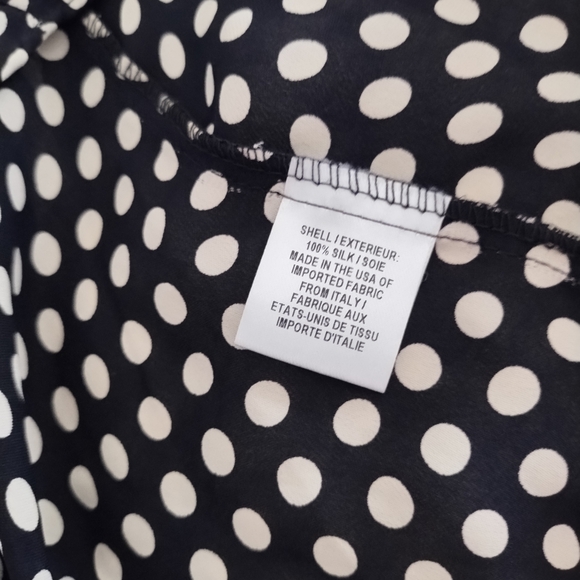 SHELL / EXTERIEUR:
100% SILK / SOIE
MADE IN THE USA OF
IMPORTED FABRIC
FROM ITALY /
FABRIQUE AUX
ETATS-UNIS DE TISSU
IMPORTE D'ITALIE